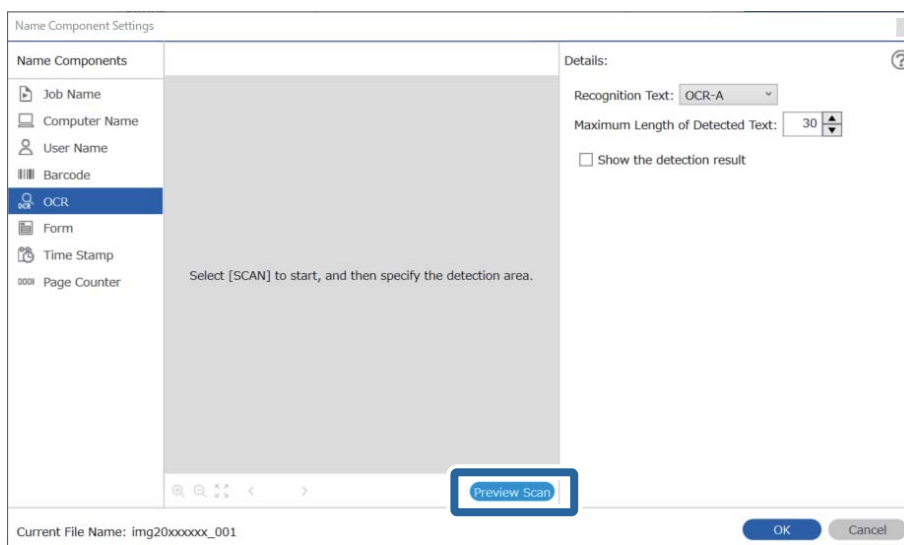 Name Component Settings
Name Components
Job Name
Computer Name
User Name
Barcode
OCR
OCR
Form
Time Stamp
0001 Page Counter
Select [SCAN] to start, and then specify the detection area.
Preview Scan
Details:
Recognition Text: OCR-A
Maximum Length of Detected Text: 30
Show the detection result
Current File Name: img20xxxxxx_001
OK
Cancel